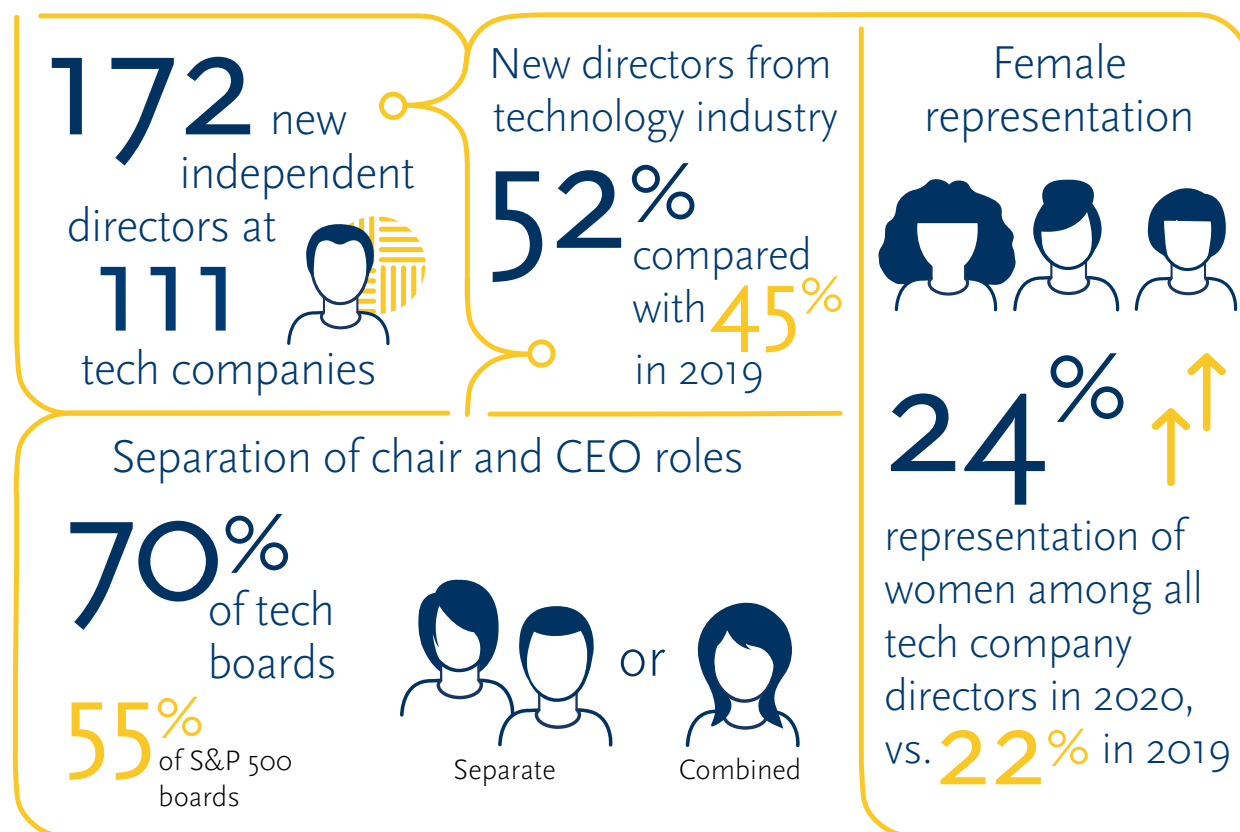 172 new
independent
directors at
111
tech companies
New directors from
technology industry
52%
compared
with 45%
in 2019
Female
representation
24%
representation of
women among all
tech company
directors in 2020,
vs. 22% in 2019
Separation of chair and CEO roles
70%
of tech
boards
55%
of S&P 500
boards
or
Separate
Combined